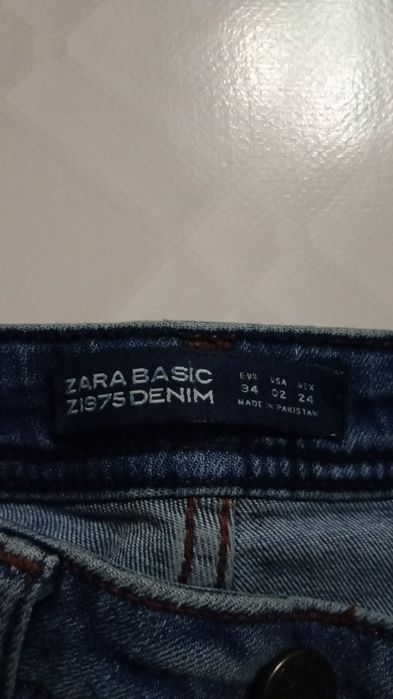 ZARA BASIC
Z1975 DENIM
EUR USA MEX
34 02 24
MADE IN PAKISTAN